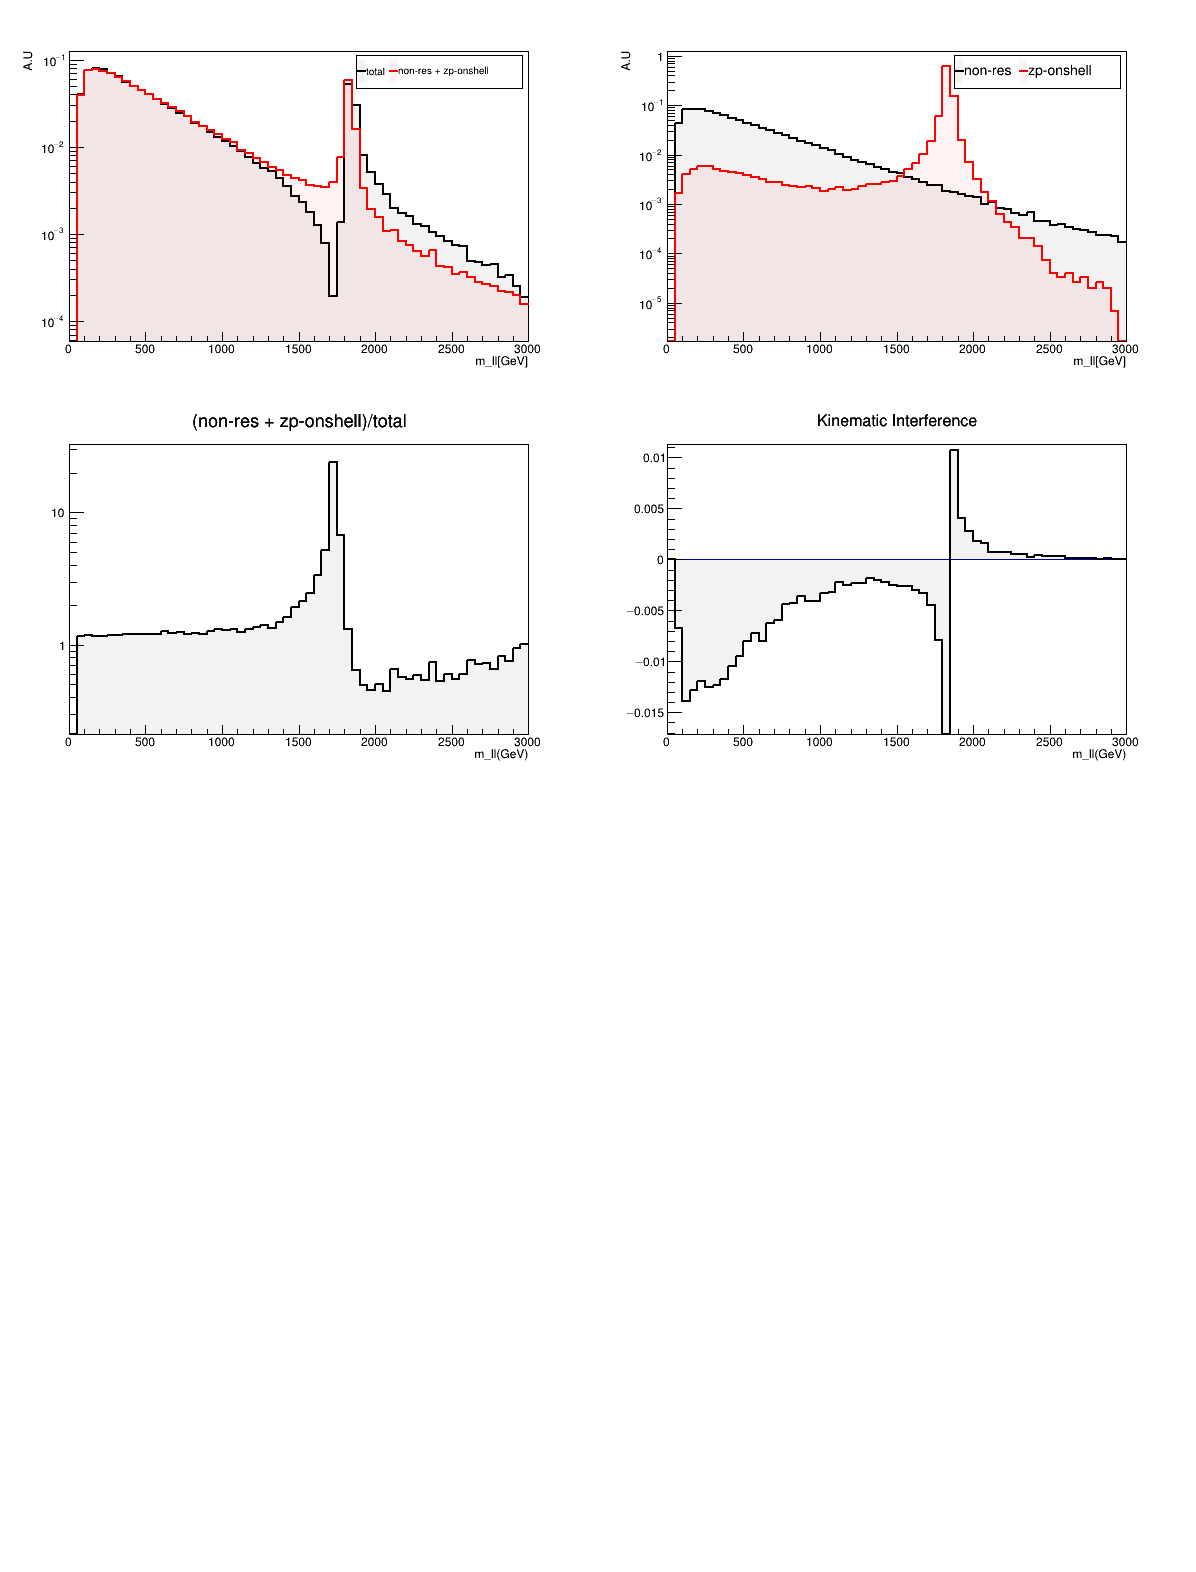 A.U
total non-res + zp-onshell
10⁻¹
10⁻²
10⁻³
10⁻⁴
0 500 1000 1500 2000 2500 3000
m_ll[GeV]
A.U
non-res zp-onshell
1
10⁻¹
10⁻²
10⁻³
10⁻⁴
10⁻⁵
0 500 1000 1500 2000 2500 3000
m_ll[GeV]
(non-res + zp-onshell)/total
10
1
0 500 1000 1500 2000 2500 3000
m_ll(GeV)
Kinematic Interference
0.01
0.005
0
−0.005
−0.01
−0.015
0 500 1000 1500 2000 2500 3000
m_ll(GeV)